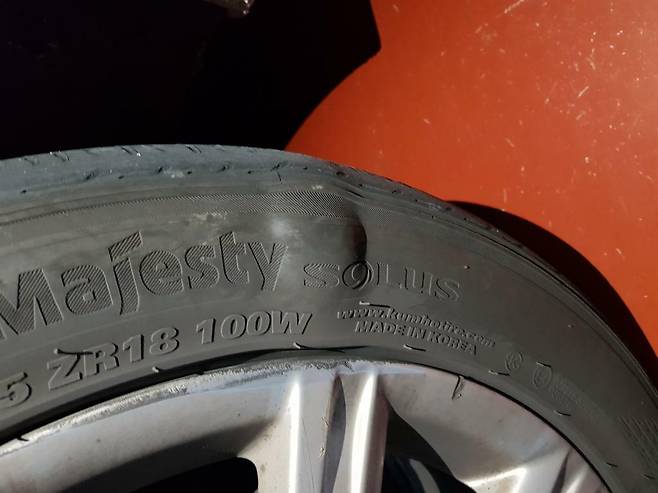 Majesty SOLUS
5 ZR18 100W
www.kumhotire.com
MADE IN KOREA